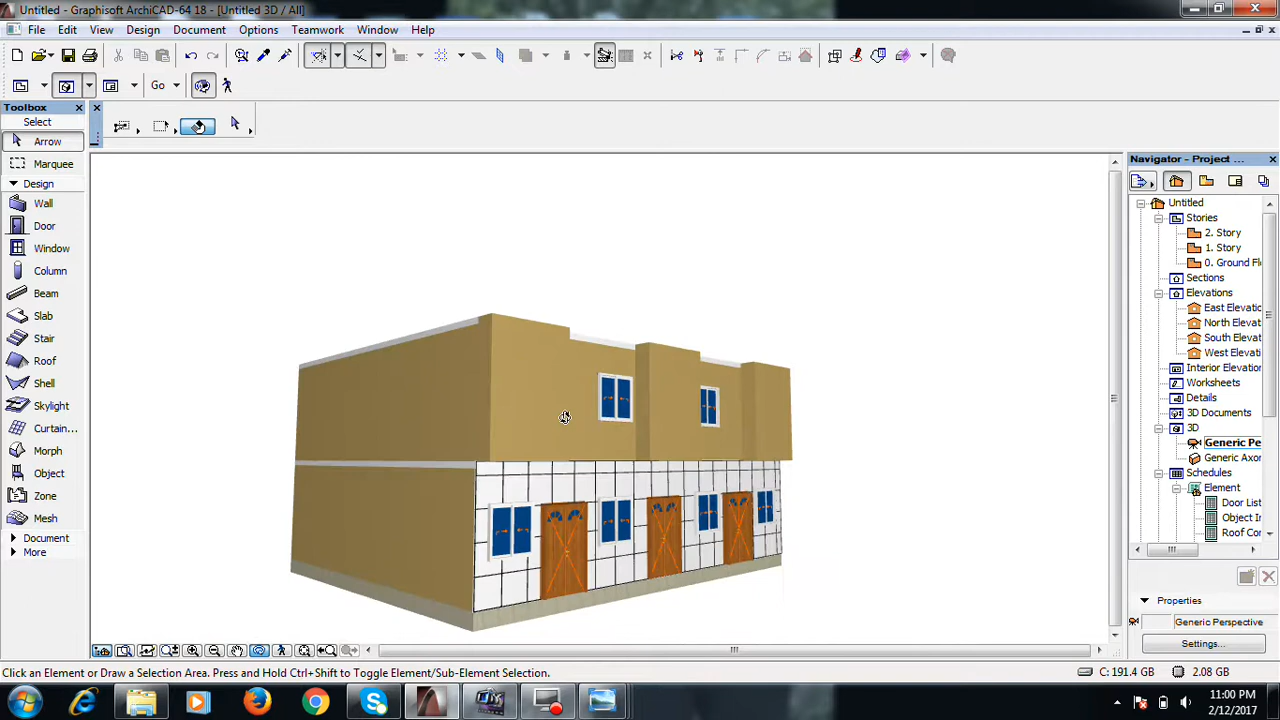 Untitled - Graphisoft ArchiCAD-64 18 - [Untitled 3D / All]
File Edit View Design Document Options Teamwork Window Help
Go
Toolbox
Select
Arrow
Marquee
Design
Wall
Door
Window
Column
Beam
Slab
Stair
Roof
Shell
Skylight
Curtain...
Morph
Object
Zone
Mesh
Document
More
Navigator - Project ...
Untitled
Stories
2. Story
1. Story
0. Ground Fl
Sections
Elevations
East Elevatio
North Elevat
South Elevat
West Elevati
Interior Elevation
Worksheets
Details
3D Documents
3D
Generic Pe
Generic Axon
Schedules
Element
Door List
Object In
Roof Cor
Properties
Generic Perspective
Settings...
Click an Element or Draw a Selection Area. Press and Hold Ctrl+Shift to Toggle Element/Sub-Element Selection.
C: 191.4 GB
2.08 GB
11:00 PM
2/12/2017